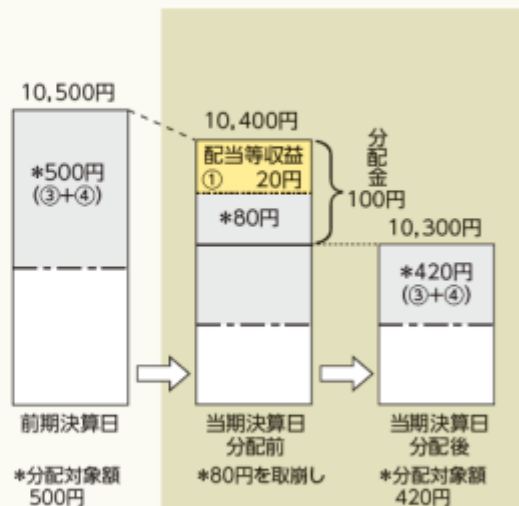 10,500円
*500円
(③+④)
前期決算日
*分配対象額
500円
10,400円
配当等収益
① 20円
*80円
分配金
100円
当期決算日
分配前
*80円を取崩し
10,300円
*420円
(③+④)
当期決算日
分配後
*分配対象額
420円